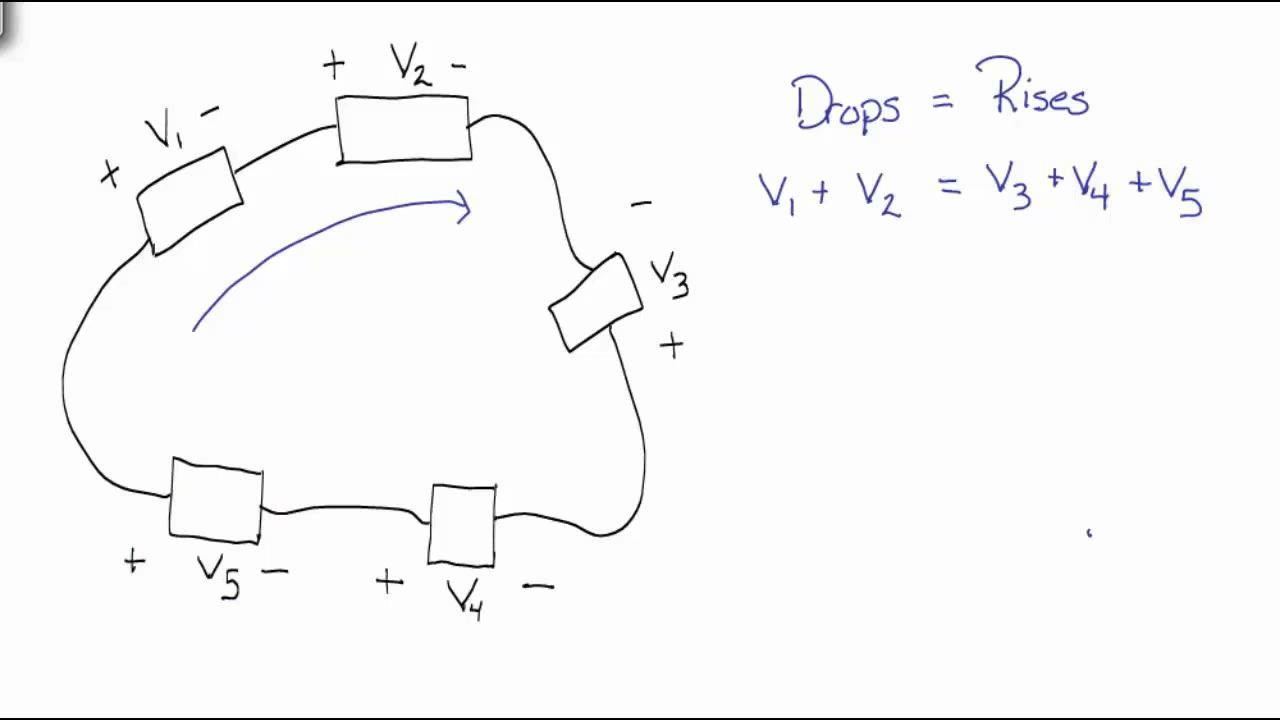 + V₂ -
Drops = Rises
+ V₁ -
V₁ + V₂ = V₃ + V₄ + V₅
-
V₃
+
+ V₅ -
+ V₄ -